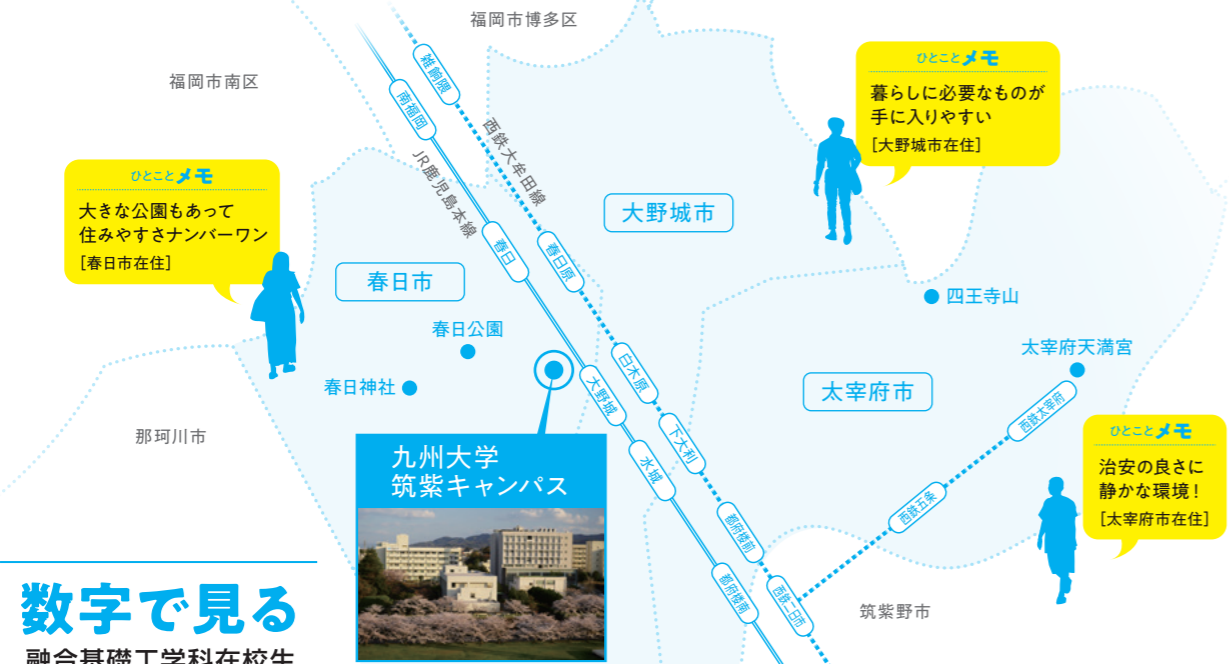 福岡市博多区
福岡市南区
雑餉隈
南福岡
西鉄大牟田線
JR鹿児島本線
ひとことメモ
暮らしに必要なものが
手に入りやすい
[大野城市在住]
ひとことメモ
大きな公園もあって
住みやすさナンバーワン
[春日市在住]
大野城市
春日
春日原
春日市
四王寺山
春日公園
太宰府天満宮
春日神社
白木原
大野城
太宰府市
西鉄太宰府
那珂川市
下大利
水城
九州大学
筑紫キャンパス
ひとことメモ
治安の良さに
静かな環境!
[太宰府市在住]
西鉄五条
都府楼前
都府楼南
西鉄二日市
筑紫野市
数字で見る
融合基礎工学科在校生